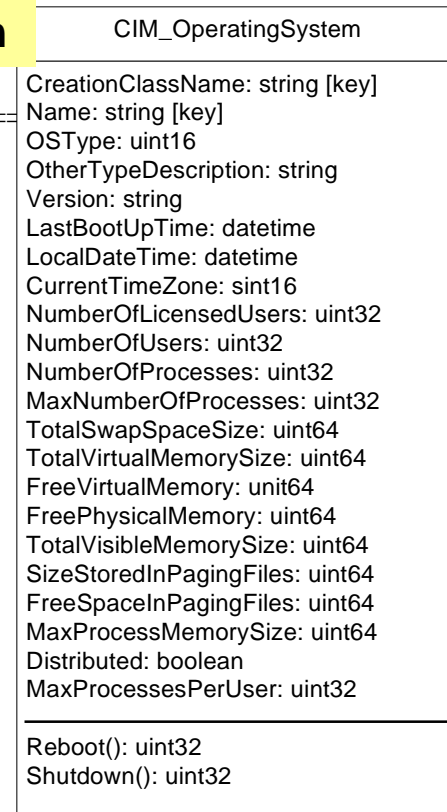 n
CIM_OperatingSystem
CreationClassName: string [key]
Name: string [key]
OSType: uint16
OtherTypeDescription: string
Version: string
LastBootUpTime: datetime
LocalDateTime: datetime
CurrentTimeZone: sint16
NumberOfLicensedUsers: uint32
NumberOfUsers: uint32
NumberOfProcesses: uint32
MaxNumberOfProcesses: uint32
TotalSwapSpaceSize: uint64
TotalVirtualMemorySize: uint64
FreeVirtualMemory: unit64
FreePhysicalMemory: uint64
TotalVisibleMemorySize: uint64
SizeStoredInPagingFiles: uint64
FreeSpaceInPagingFiles: uint64
MaxProcessMemorySize: uint64
Distributed: boolean
MaxProcessesPerUser: uint32
Reboot(): uint32
Shutdown(): uint32